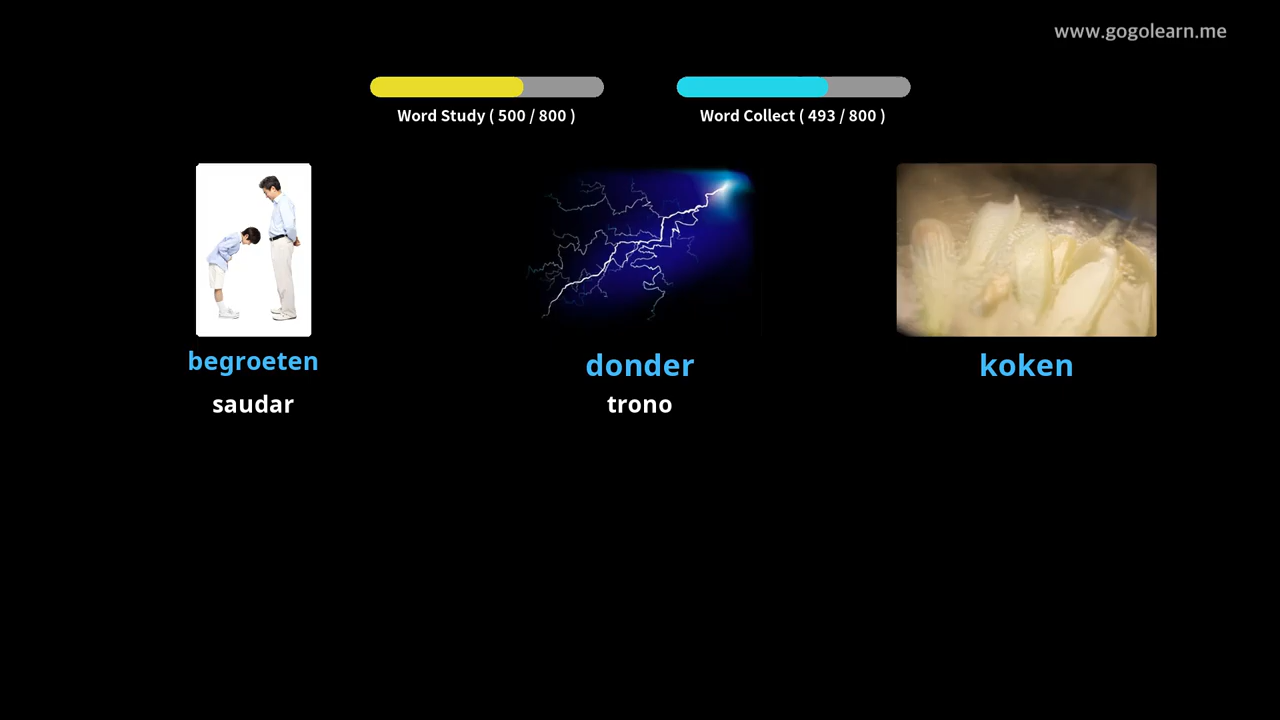 www.gogolearn.me
Word Study ( 500 / 800 )
Word Collect ( 493 / 800 )
begroeten
donder
koken
saudar
trono